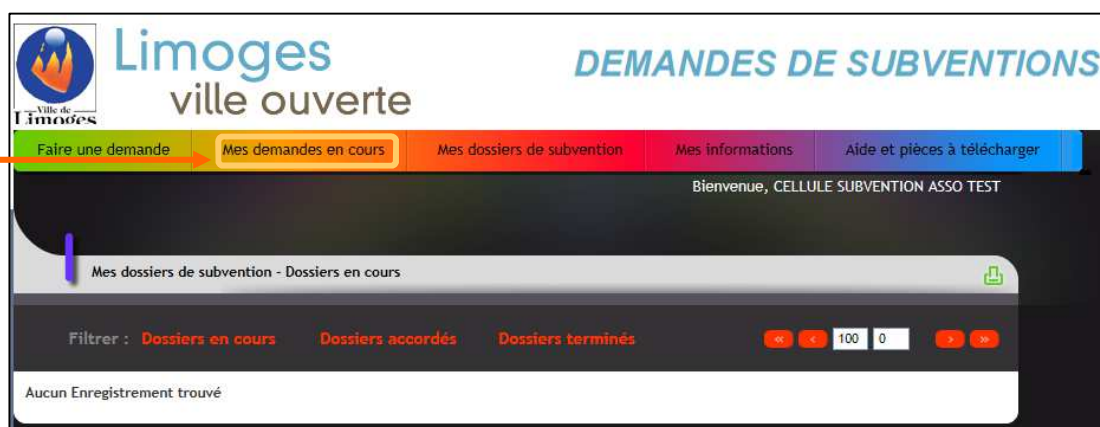 Limoges
ville ouverte
Ville de
Limoges
DEMANDES DE SUBVENTIONS
Faire une demande Mes demandes en cours Mes dossiers de subvention Mes informations Aide et pièces à télécharger
Bienvenue, CELLULE SUBVENTION ASSO TEST
Mes dossiers de subvention - Dossiers en cours
Filtrer : Dossiers en cours Dossiers accordés Dossiers terminés « < 100 0 > »
Aucun Enregistrement trouvé